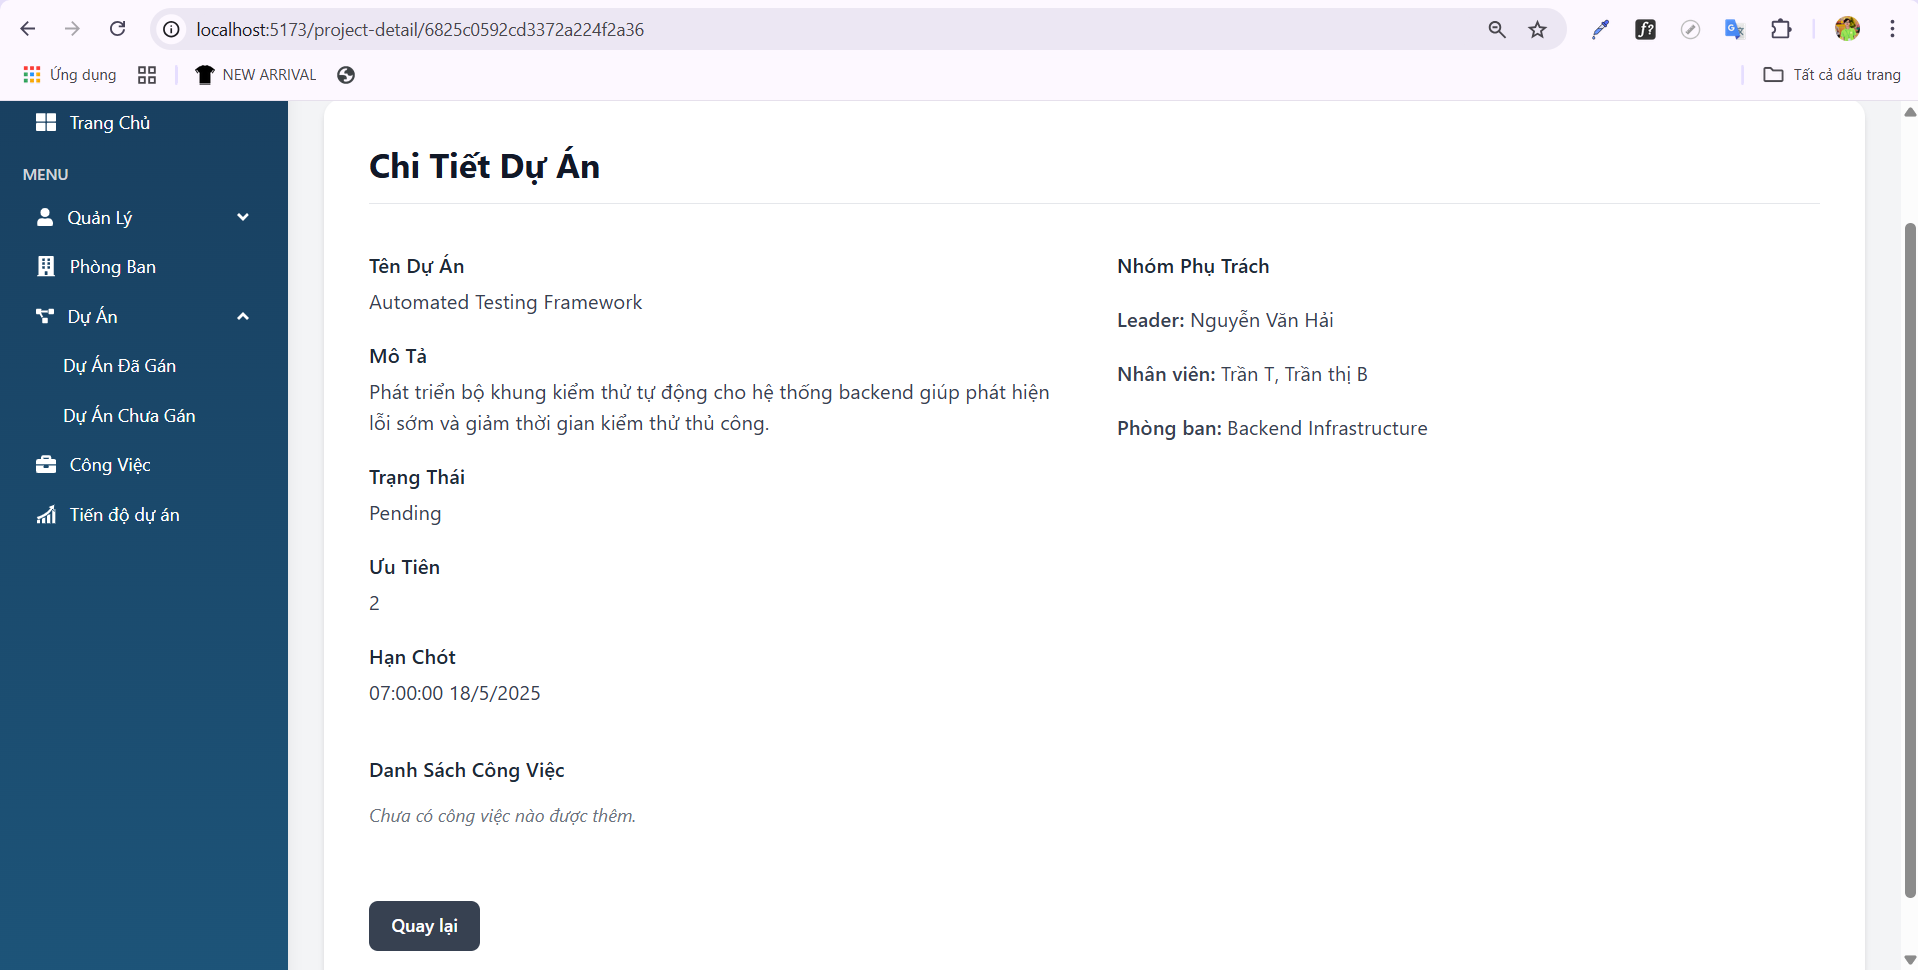 localhost:5173/project-detail/6825c0592cd3372a224f2a36
Ứng dụng
NEW ARRIVAL
Tất cả dấu trang
Trang Chủ
MENU
Quản Lý
Phòng Ban
Dự Án
Dự Án Đã Gán
Dự Án Chưa Gán
Công Việc
Tiến độ dự án
Chi Tiết Dự Án
Tên Dự Án
Automated Testing Framework
Mô Tả
Phát triển bộ khung kiểm thử tự động cho hệ thống backend giúp phát hiện
lỗi sớm và giảm thời gian kiểm thử thủ công.
Trạng Thái
Pending
Ưu Tiên
2
Hạn Chót
07:00:00 18/5/2025
Nhóm Phụ Trách
Leader: Nguyễn Văn Hải
Nhân viên: Trần T, Trần thị B
Phòng ban: Backend Infrastructure
Danh Sách Công Việc
Chưa có công việc nào được thêm.
Quay lại